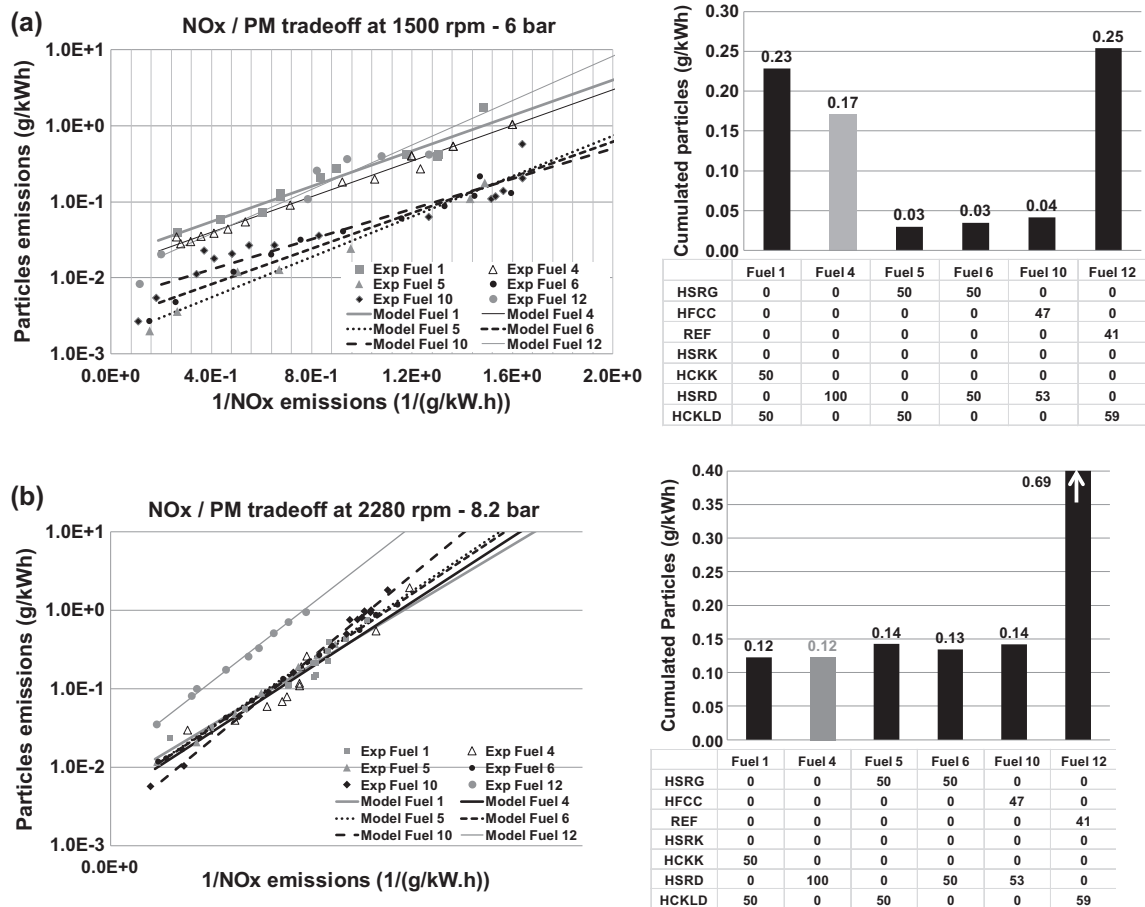 (a)
NOx / PM tradeoff at 1500 rpm - 6 bar
Particles emissions (g/kWh)
1.0E+1
1.0E+0
1.0E-1
1.0E-2
1.0E-3
0.0E+0 4.0E-1 8.0E-1 1.2E+0 1.6E+0 2.0E+0
1/NOx emissions (1/(g/kW.h))
Exp Fuel 1 Exp Fuel 4
Exp Fuel 5 Exp Fuel 6
Exp Fuel 10 Exp Fuel 12
Model Fuel 1 Model Fuel 4
Model Fuel 5 Model Fuel 6
Model Fuel 10 Model Fuel 12
Cumulated particles (g/kWh)
0.30
0.25
0.20
0.15
0.10
0.05
0.00
0.23 0.17 0.03 0.03 0.04 0.25
Fuel 1 Fuel 4 Fuel 5 Fuel 6 Fuel 10 Fuel 12
HSRG 0 0 50 50 0 0
HFCC 0 0 0 0 47 0
REF 0 0 0 0 0 41
HSRK 0 0 0 0 0 0
HCKK 50 0 0 0 0 0
HSRD 0 100 0 50 53 0
HCKLD 50 0 50 0 0 59
(b)
NOx / PM tradeoff at 2280 rpm - 8.2 bar
Particles emissions (g/kWh)
1.0E+1
1.0E+0
1.0E-1
1.0E-2
1.0E-3
0.0E+0
1/NOx emissions (1/(g/kW.h))
Exp Fuel 1 Exp Fuel 4
Exp Fuel 5 Exp Fuel 6
Exp Fuel 10 Exp Fuel 12
Model Fuel 1 Model Fuel 4
Model Fuel 5 Model Fuel 6
Model Fuel 10 Model Fuel 12
Cumulated Particles (g/kWh)
0.40
0.35
0.30
0.25
0.20
0.15
0.10
0.05
0.00
0.12 0.12 0.14 0.13 0.14 0.69
Fuel 1 Fuel 4 Fuel 5 Fuel 6 Fuel 10 Fuel 12
HSRG 0 0 50 50 0 0
HFCC 0 0 0 0 47 0
REF 0 0 0 0 0 41
HSRK 0 0 0 0 0 0
HCKK 50 0 0 0 0 0
HSRD 0 100 0 50 53 0
HCKLD 50 0 50 0 0 59